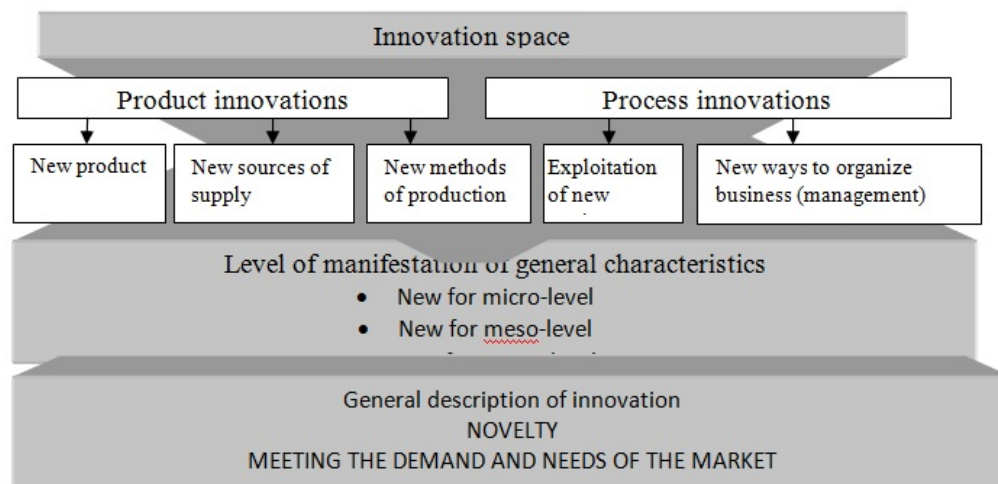 Innovation space
Product innovations
Process innovations
New product
New sources of
supply
New methods
of production
Exploitation
of new
New ways to organize
business (management)
Level of manifestation of general characteristics
• New for micro-level
• New for meso-level
General description of innovation
NOVELTY
MEETING THE DEMAND AND NEEDS OF THE MARKET